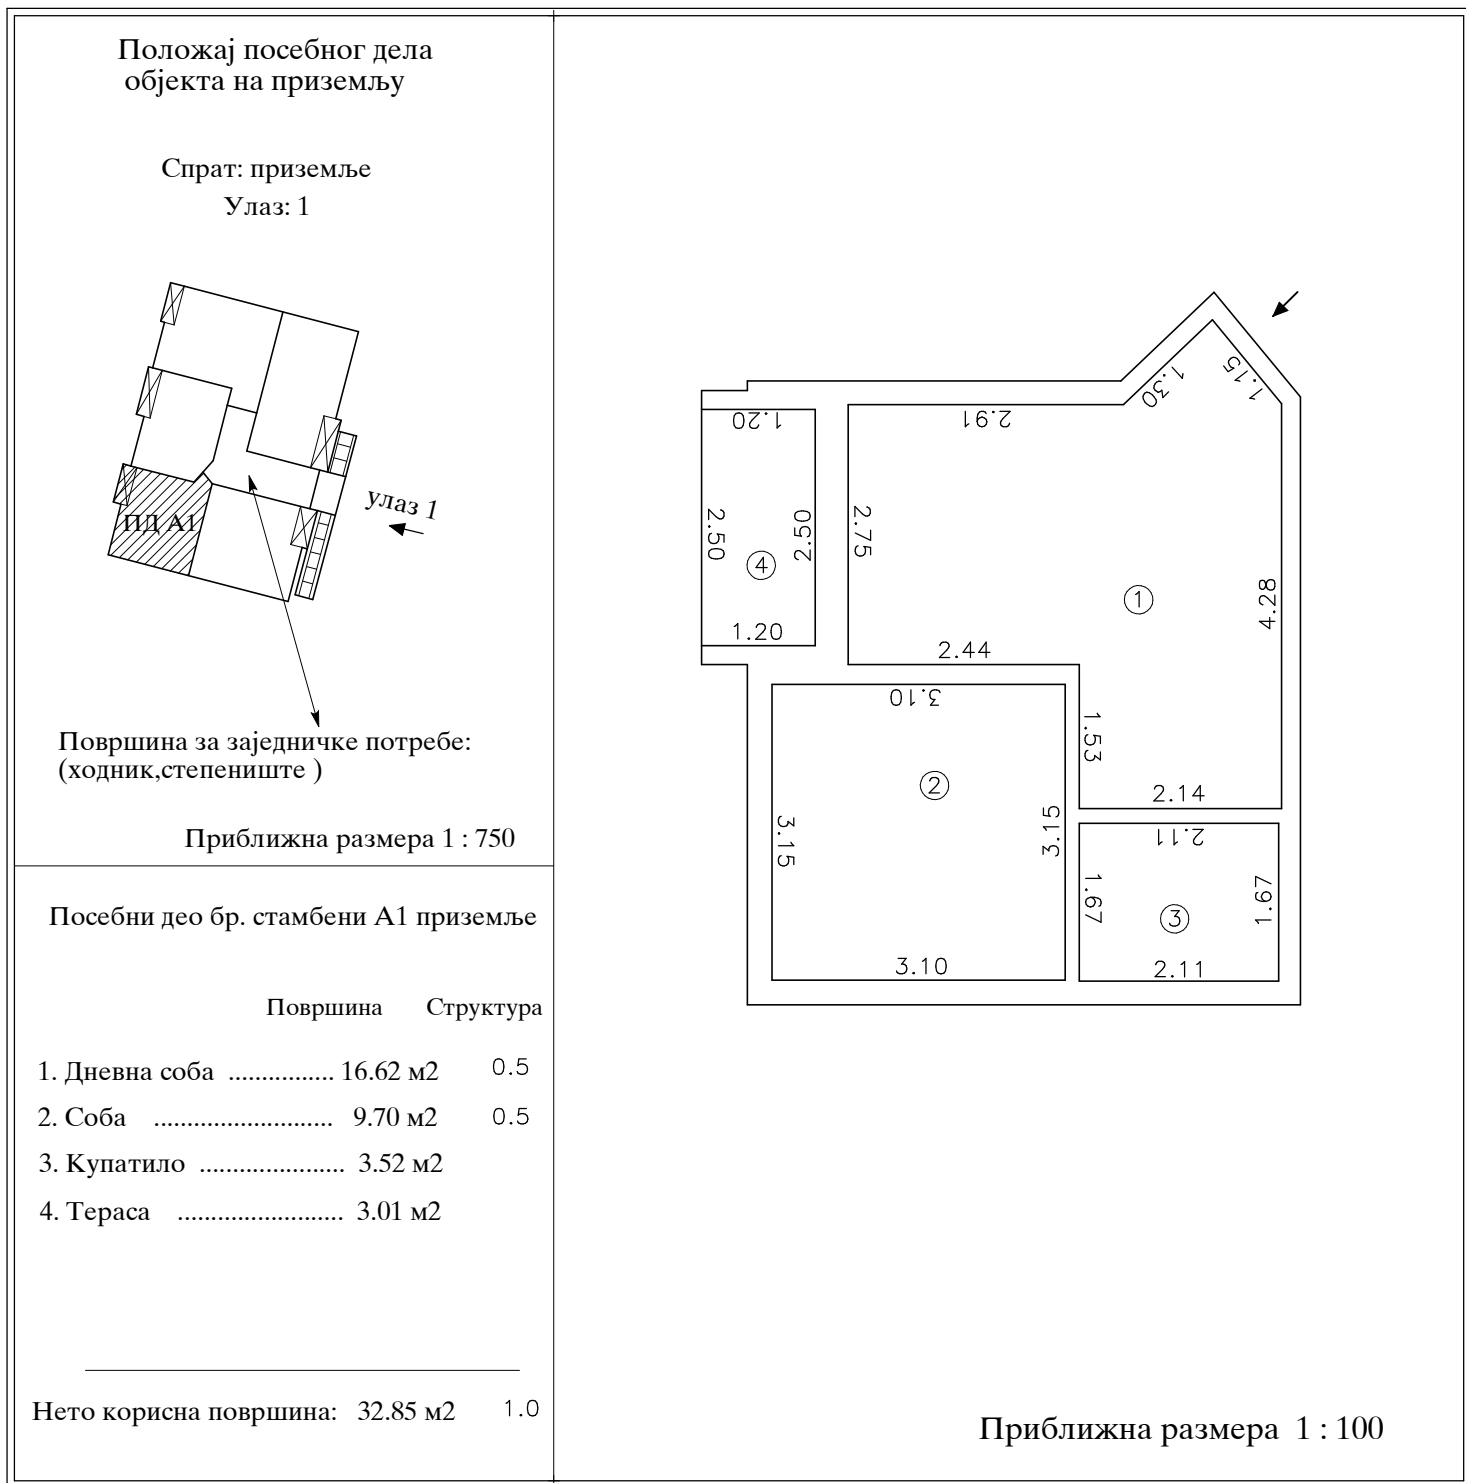 Положај посебног дела
објекта на приземљу
Спрат: приземље
Улаз: 1
ПД А1
улаз 1
Површина за заједничке потребе:
(ходник,степениште )
Приближна размера 1 : 750
Посебни део бр. стамбени А1 приземље
Површина Структура
1. Дневна соба ................ 16.62 м2 0.5
2. Соба ........................... 9.70 м2 0.5
3. Купатило ...................... 3.52 м2
4. Тераса ......................... 3.01 м2
Нето корисна површина: 32.85 м2 1.0
1.30
1.15
1.20
2.91
2.50
2.50
2.75
4
1
4.28
1.20
2.44
3.10
1.53
2
2.14
3.15
3.15
2.11
1.67
3
1.67
3.10
2.11
Приближна размера 1 : 100